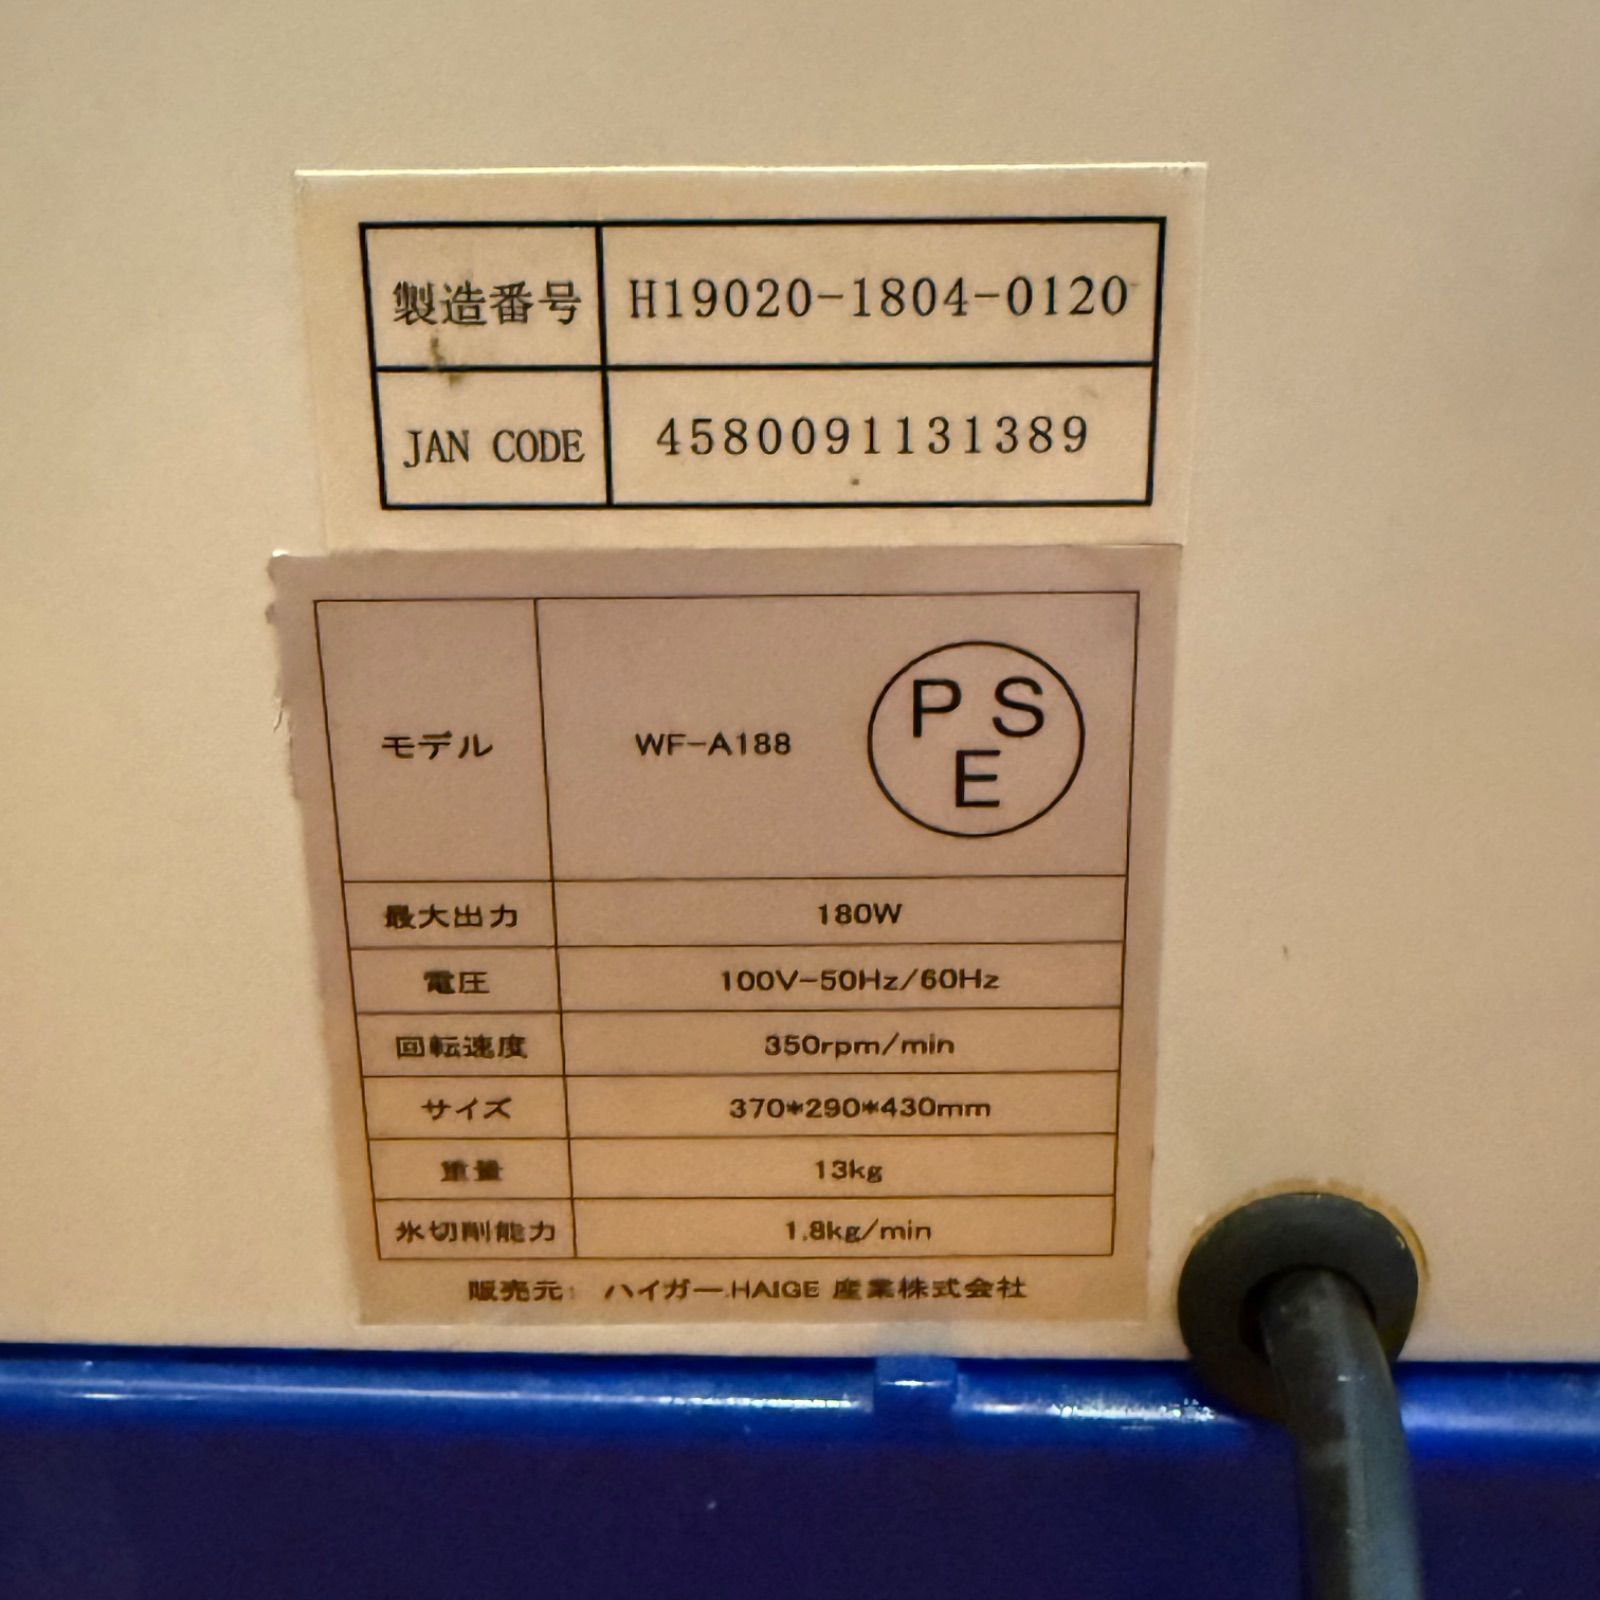 製造番号 H19020-1804-0120
JAN CODE 4580091131389
モデル WF-A188 PSE
最大出力 180W
電圧 100V-50Hz/60Hz
回転速度 350rpm/min
サイズ 370*290*430mm
重量 13kg
氷切削能力 1.8kg/min
販売元: ハイガー.HAIGE 産業株式会社